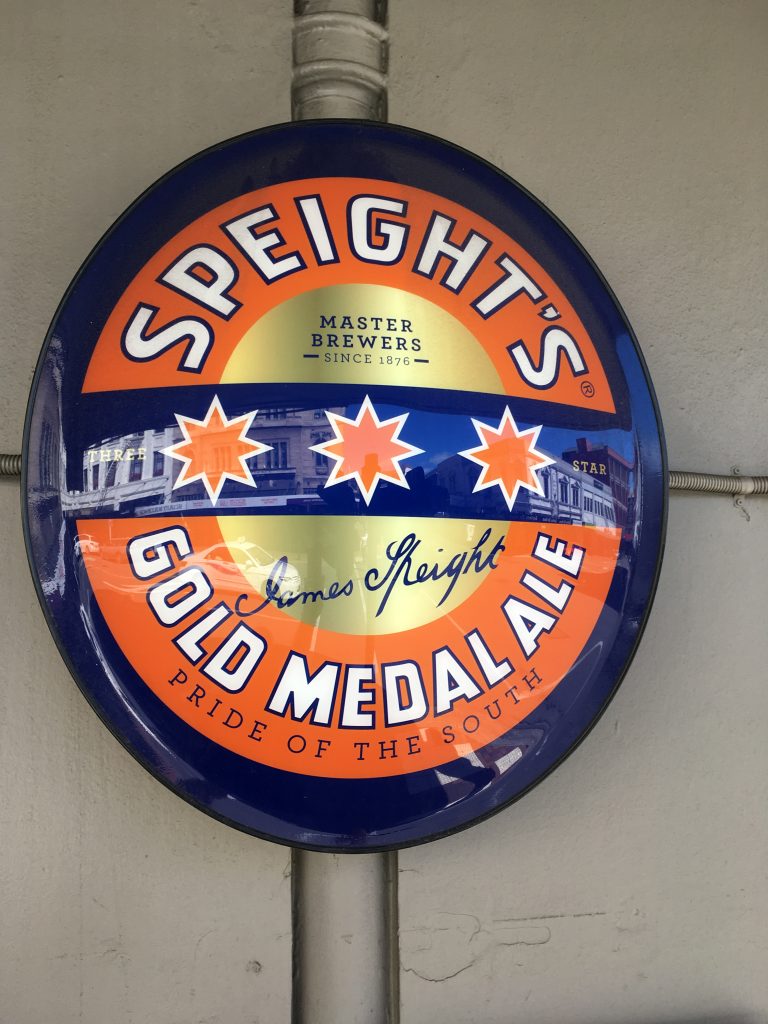 SPEIGHT'S ®
MASTER
BREWERS
SINCE 1876
THREE STAR
James Speight
GOLD MEDAL ALE
PRIDE OF THE SOUTH